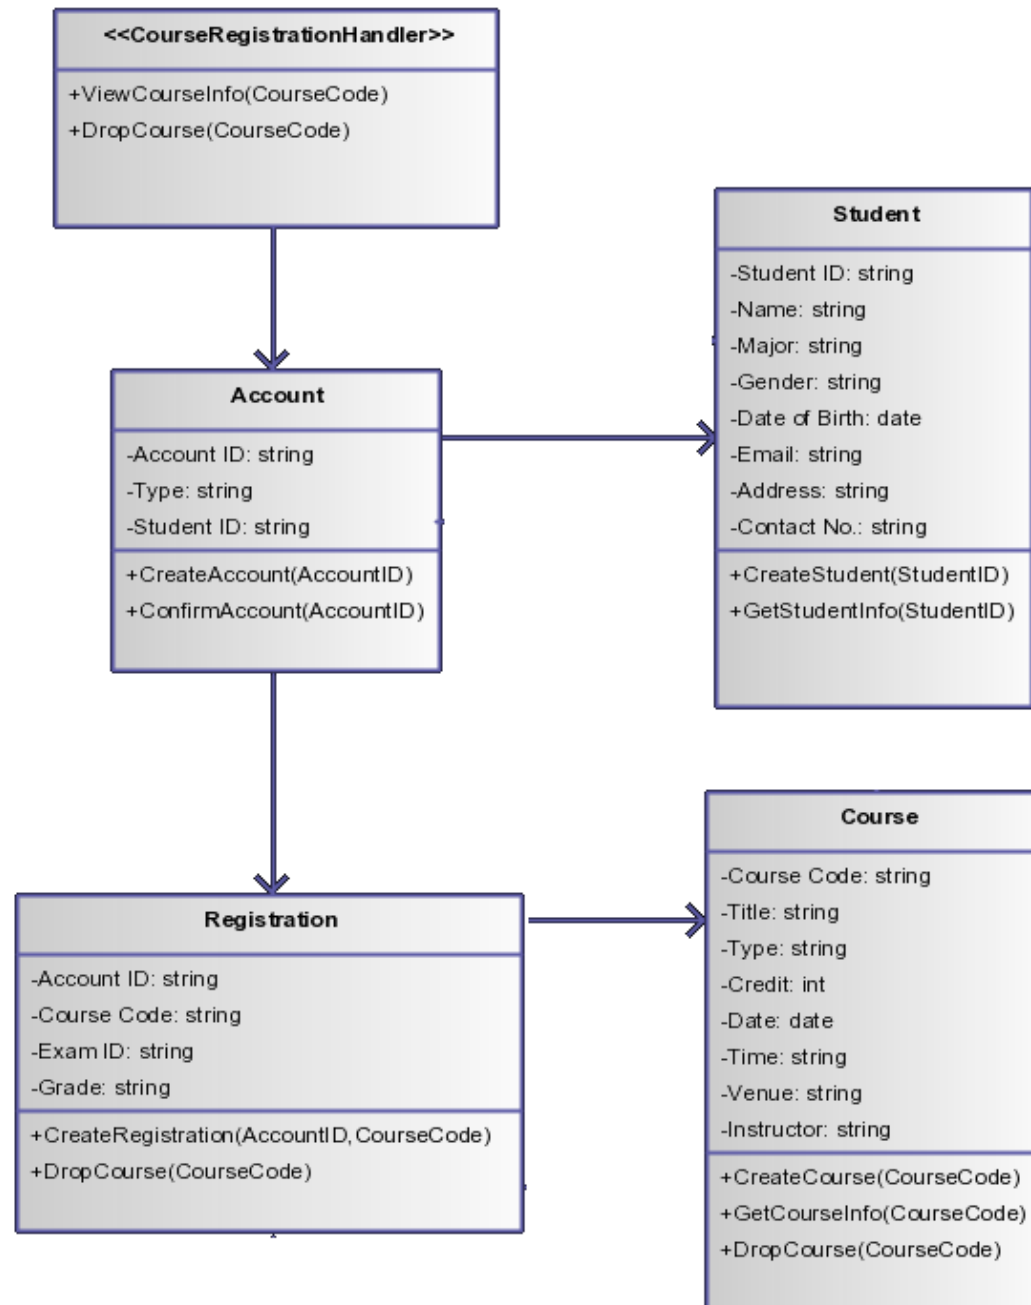 <<CourseRegistrationHandler>>
+ViewCourseInfo(CourseCode)
+DropCourse(CourseCode)
Student
-Student ID: string
-Name: string
-Major: string
-Gender: string
-Date of Birth: date
-Email: string
-Address: string
-Contact No.: string
+CreateStudent(StudentID)
+GetStudentInfo(StudentID)
Account
-Account ID: string
-Type: string
-Student ID: string
+CreateAccount(AccountID)
+ConfirmAccount(AccountID)
Registration
-Account ID: string
-Course Code: string
-Exam ID: string
-Grade: string
+CreateRegistration(AccountID,CourseCode)
+DropCourse(CourseCode)
Course
-Course Code: string
-Title: string
-Type: string
-Credit: int
-Date: date
-Time: string
-Venue: string
-Instructor: string
+CreateCourse(CourseCode)
+GetCourseInfo(CourseCode)
+DropCourse(CourseCode)